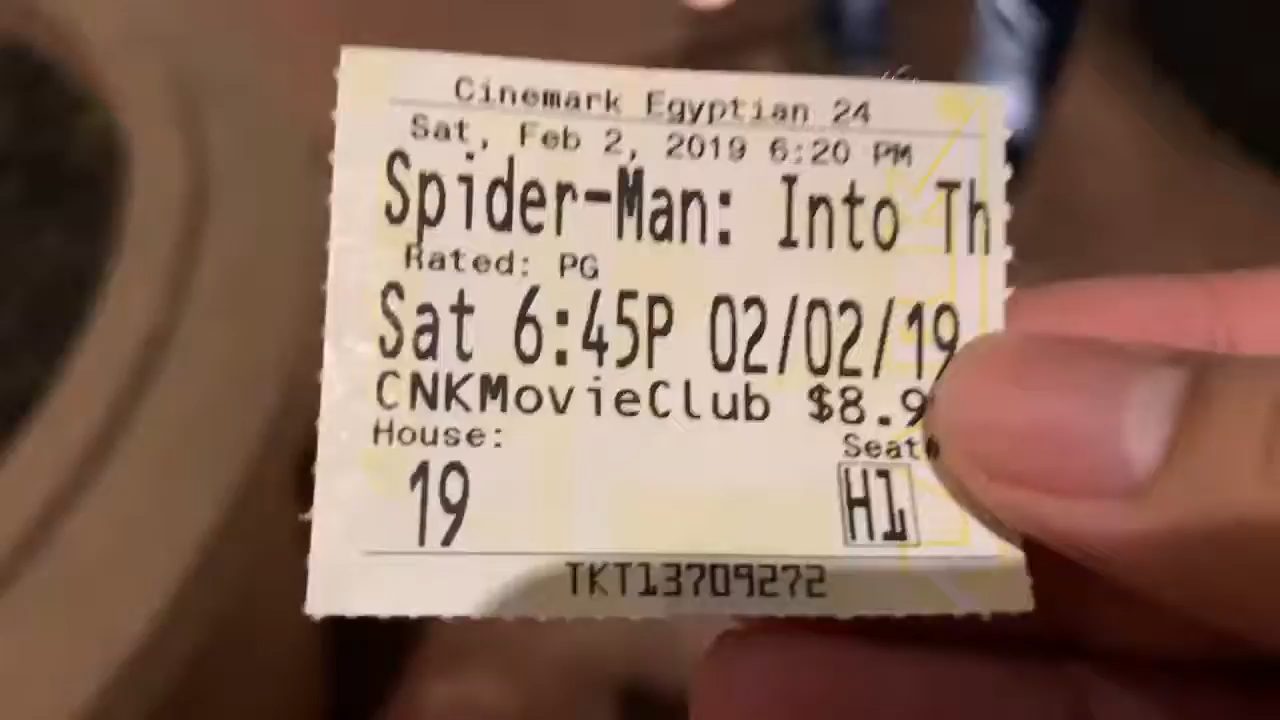 Cinemark Egyptian 24
Sat, Feb 2, 2019 6:20 PM
Spider-Man: Into Th
Rated: PG
Sat 6:45P 02/02/19
CNKMovieClub $8.9
House: Seat
19 H1
TKT13709272